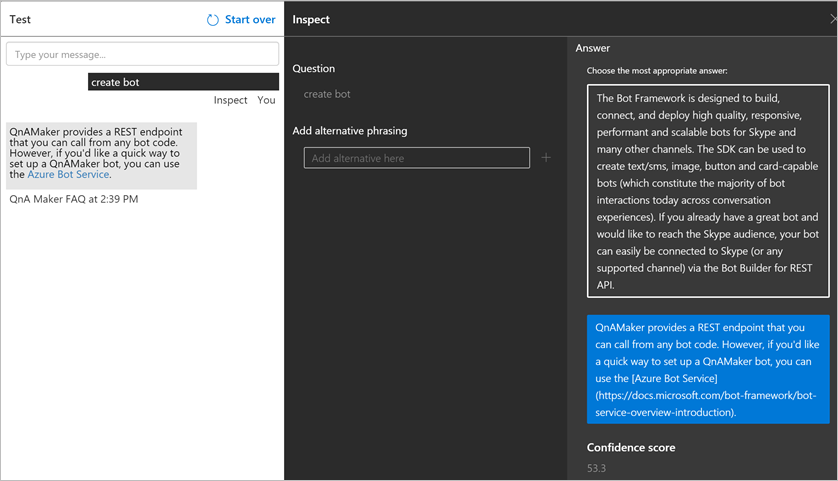 Test
Start over
Type your message...
create bot
Inspect You
QnAMaker provides a REST endpoint
that you can call from any bot code.
However, if you'd like a quick way to
set up a QnAMaker bot, you can use
the Azure Bot Service.
QnA Maker FAQ at 2:39 PM
Inspect
Question
create bot
Add alternative phrasing
Add alternative here
Answer
Choose the most appropriate answer:
The Bot Framework is designed to build,
connect, and deploy high quality, responsive,
performant and scalable bots for Skype and
many other channels. The SDK can be used to
create text/sms, image, button and card-capable
bots (which constitute the majority of bot
interactions today across conversation
experiences). If you already have a great bot and
would like to reach the Skype audience, your bot
can easily be connected to Skype (or any
supported channel) via the Bot Builder for REST
API.
QnAMaker provides a REST endpoint that you
can call from any bot code. However, if you'd like
a quick way to set up a QnAMaker bot, you can
use the [Azure Bot Service]
(https://docs.microsoft.com/bot-framework/bot-
service-overview-introduction).
Confidence score
53.3